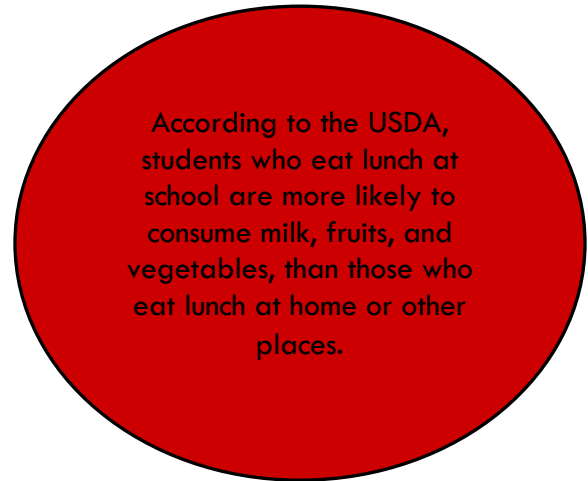 According to the USDA,
students who eat lunch at
school are more likely to
consume milk, fruits, and
vegetables, than those who
eat lunch at home or other
places.